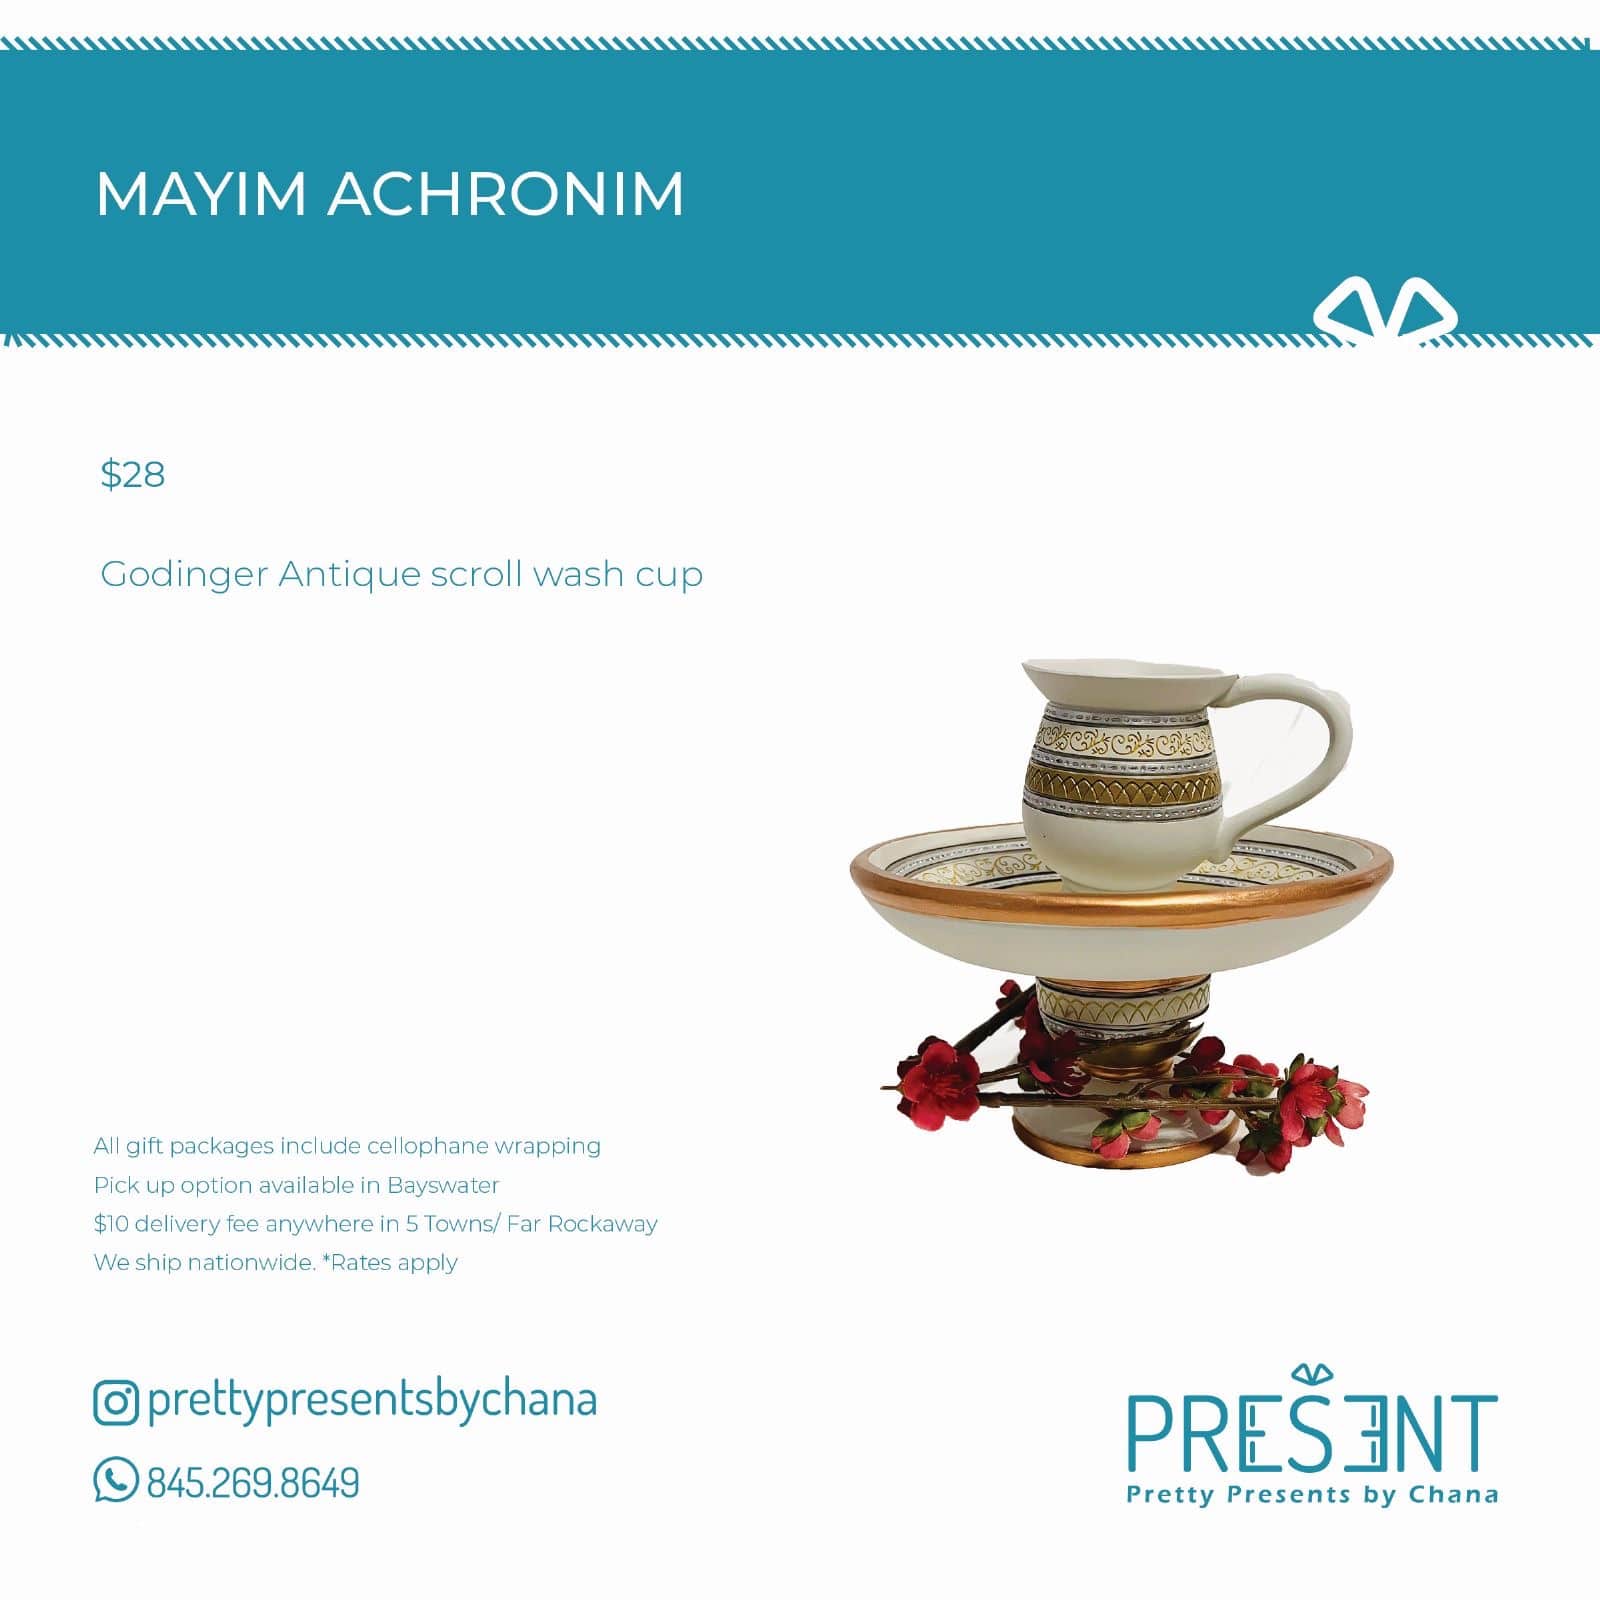 MAYIM ACHRONIM
$28
Godinger Antique scroll wash cup
All gift packages include cellophane wrapping
Pick up option available in Bayswater
$10 delivery fee anywhere in 5 Towns/ Far Rockaway
We ship nationwide. *Rates apply
prettypresentsbychana
845.269.8649
PRESENT
Pretty Presents by Chana